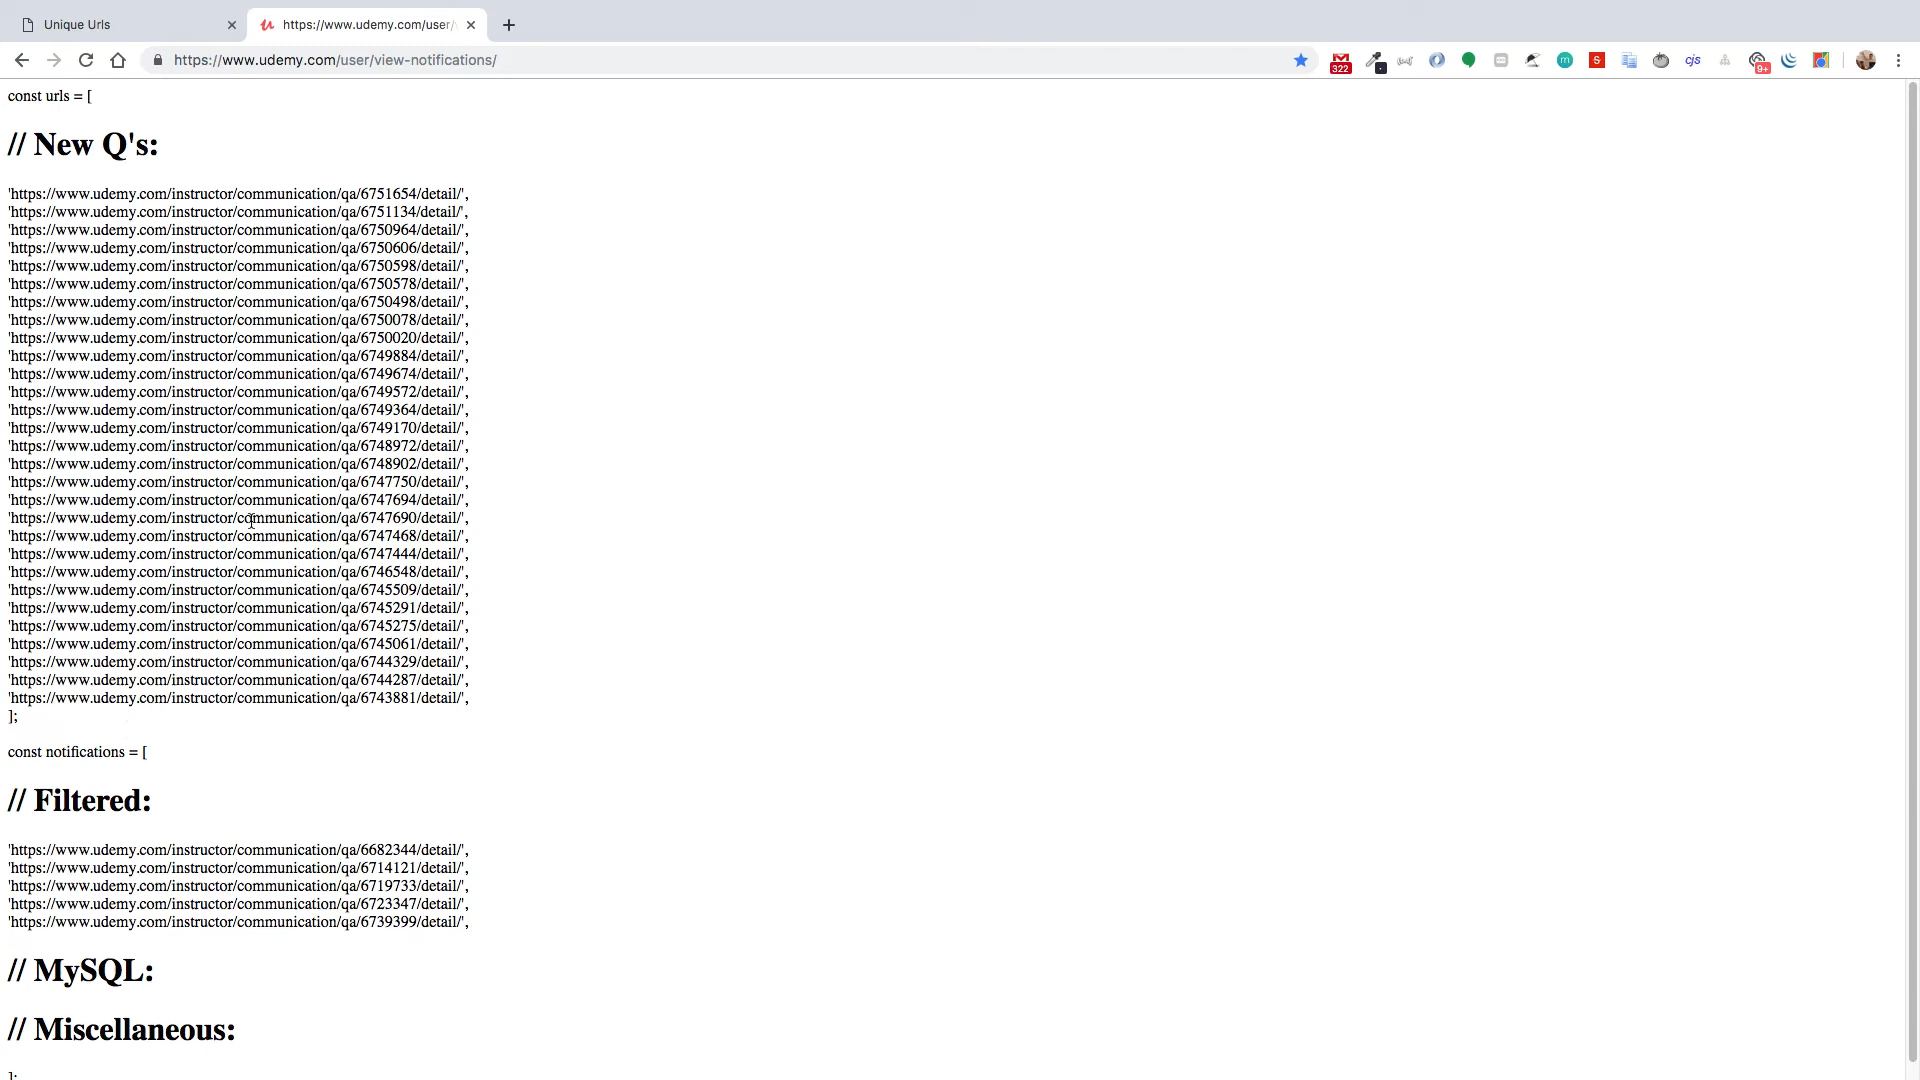 Unique Urls
https://www.udemy.com/user/
https://www.udemy.com/user/view-notifications/
322
m
S
cjs
9+
const urls = [
// New Q's:
'https://www.udemy.com/instructor/communication/qa/6751654/detail/',
'https://www.udemy.com/instructor/communication/qa/6751134/detail/',
'https://www.udemy.com/instructor/communication/qa/6750964/detail/',
'https://www.udemy.com/instructor/communication/qa/6750606/detail/',
'https://www.udemy.com/instructor/communication/qa/6750598/detail/',
'https://www.udemy.com/instructor/communication/qa/6750578/detail/',
'https://www.udemy.com/instructor/communication/qa/6750498/detail/',
'https://www.udemy.com/instructor/communication/qa/6750078/detail/',
'https://www.udemy.com/instructor/communication/qa/6750020/detail/',
'https://www.udemy.com/instructor/communication/qa/6749884/detail/',
'https://www.udemy.com/instructor/communication/qa/6749674/detail/',
'https://www.udemy.com/instructor/communication/qa/6749572/detail/',
'https://www.udemy.com/instructor/communication/qa/6749364/detail/',
'https://www.udemy.com/instructor/communication/qa/6749170/detail/',
'https://www.udemy.com/instructor/communication/qa/6748972/detail/',
'https://www.udemy.com/instructor/communication/qa/6748902/detail/',
'https://www.udemy.com/instructor/communication/qa/6747750/detail/',
'https://www.udemy.com/instructor/communication/qa/6747694/detail/',
'https://www.udemy.com/instructor/communication/qa/6747690/detail/',
'https://www.udemy.com/instructor/communication/qa/6747468/detail/',
'https://www.udemy.com/instructor/communication/qa/6747444/detail/',
'https://www.udemy.com/instructor/communication/qa/6746548/detail/',
'https://www.udemy.com/instructor/communication/qa/6745509/detail/',
'https://www.udemy.com/instructor/communication/qa/6745291/detail/',
'https://www.udemy.com/instructor/communication/qa/6745275/detail/',
'https://www.udemy.com/instructor/communication/qa/6745061/detail/',
'https://www.udemy.com/instructor/communication/qa/6744329/detail/',
'https://www.udemy.com/instructor/communication/qa/6744287/detail/',
'https://www.udemy.com/instructor/communication/qa/6743881/detail/',
];
const notifications = [
// Filtered:
'https://www.udemy.com/instructor/communication/qa/6682344/detail/',
'https://www.udemy.com/instructor/communication/qa/6714121/detail/',
'https://www.udemy.com/instructor/communication/qa/6719733/detail/',
'https://www.udemy.com/instructor/communication/qa/6723347/detail/',
'https://www.udemy.com/instructor/communication/qa/6739399/detail/',
// MySQL:
// Miscellaneous:
];